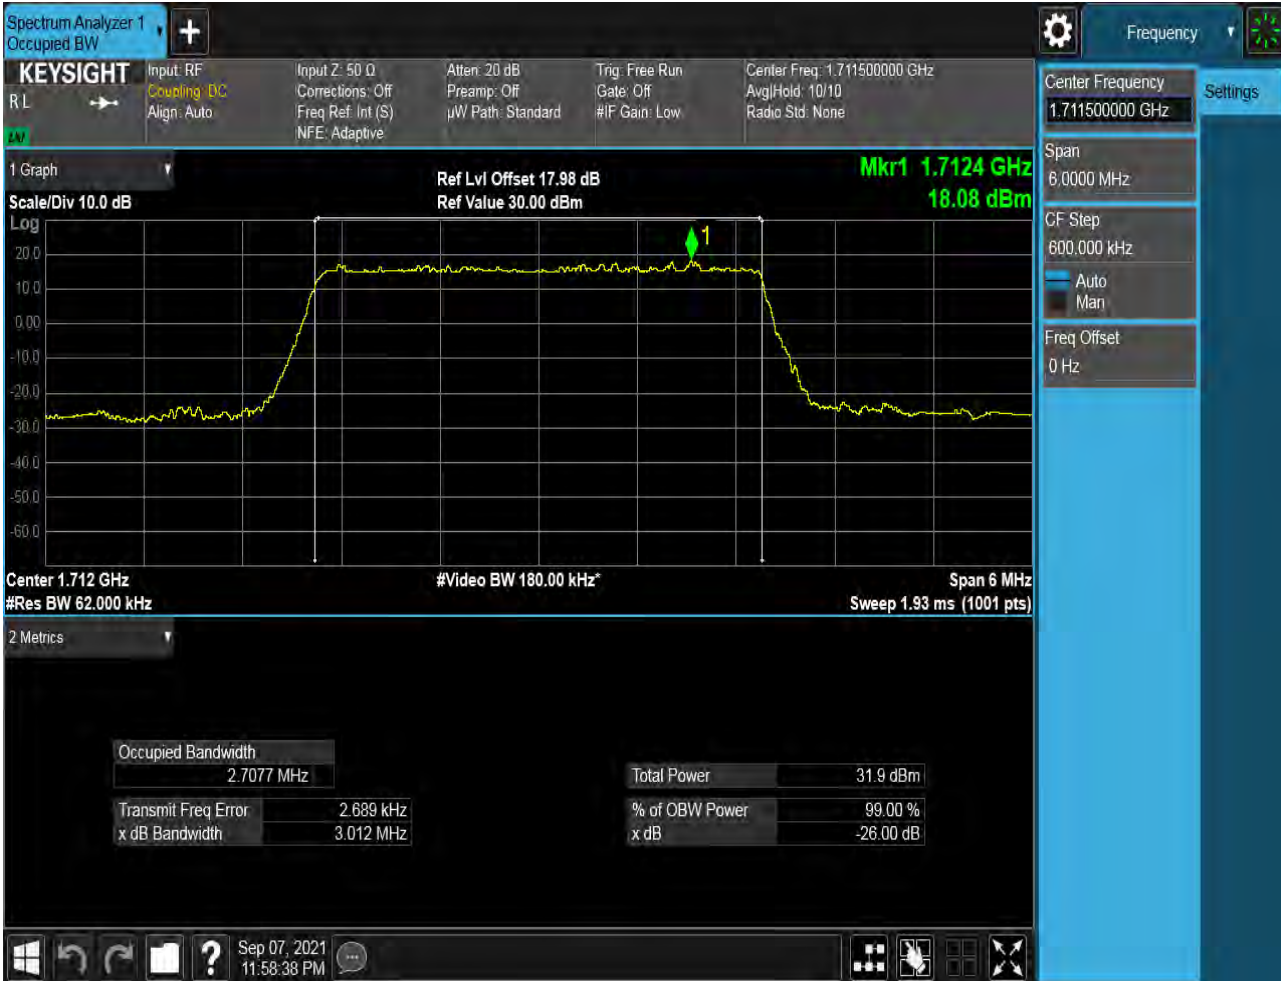 Spectrum Analyzer 1
Occupied BW
Frequency
KEYSIGHT
R L
Input: RF
Coupling: DC
Align: Auto
Input Z: 50 Ω
Corrections: Off
Freq Ref: Int (S)
NFE: Adaptive
Atten: 20 dB
Preamp: Off
µW Path: Standard
Trig: Free Run
Gate: Off
#IF Gain: Low
Center Freq: 1.711500000 GHz
Avg|Hold: 10/10
Radio Std: None
Center Frequency
1.711500000 GHz
Settings
Span
6.0000 MHz
CF Step
600.000 kHz
Auto
Man
Freq Offset
0 Hz
1 Graph
Scale/Div 10.0 dB
Log
Ref Lvl Offset 17.98 dB
Ref Value 30.00 dBm
Mkr1 1.7124 GHz
18.08 dBm
1
20.0
10.0
0.00
-10.0
-20.0
-30.0
-40.0
-50.0
-60.0
Center 1.712 GHz
#Res BW 62.000 kHz
#Video BW 180.00 kHz*
Span 6 MHz
Sweep 1.93 ms (1001 pts)
2 Metrics
Occupied Bandwidth
2.7077 MHz
Transmit Freq Error 2.689 kHz
x dB Bandwidth 3.012 MHz
Total Power 31.9 dBm
% of OBW Power 99.00 %
x dB -26.00 dB
Sep 07, 2021
11:58:38 PM